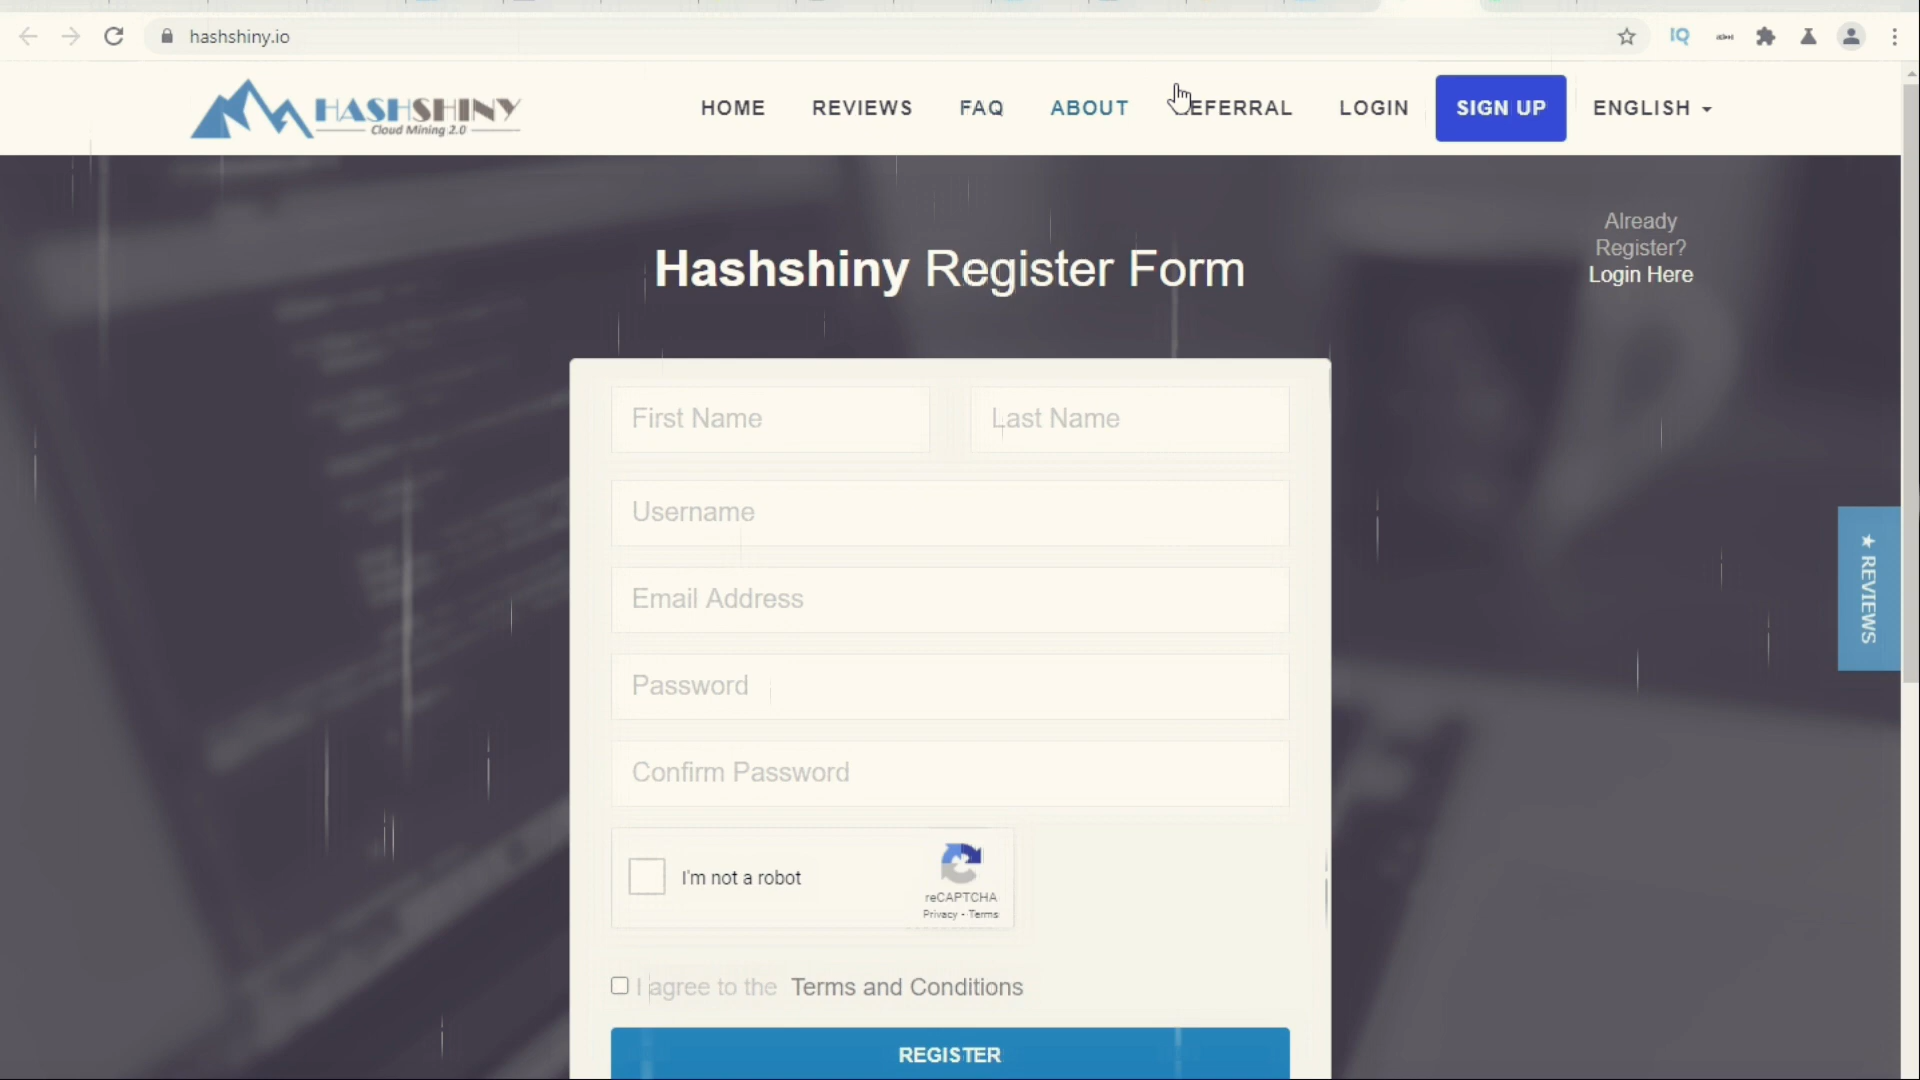 hashshiny.io
IQ
HASHSHINY
Cloud Mining 2.0
HOME
REVIEWS
FAQ
ABOUT
EFERRAL
LOGIN
SIGN UP
ENGLISH
Already
Register?
Login Here
Hashshiny Register Form
First Name
Last Name
Username
Email Address
Password
Confirm Password
I'm not a robot
reCAPTCHA
Privacy - Terms
I agree to the Terms and Conditions
REGISTER
★ REVIEWS